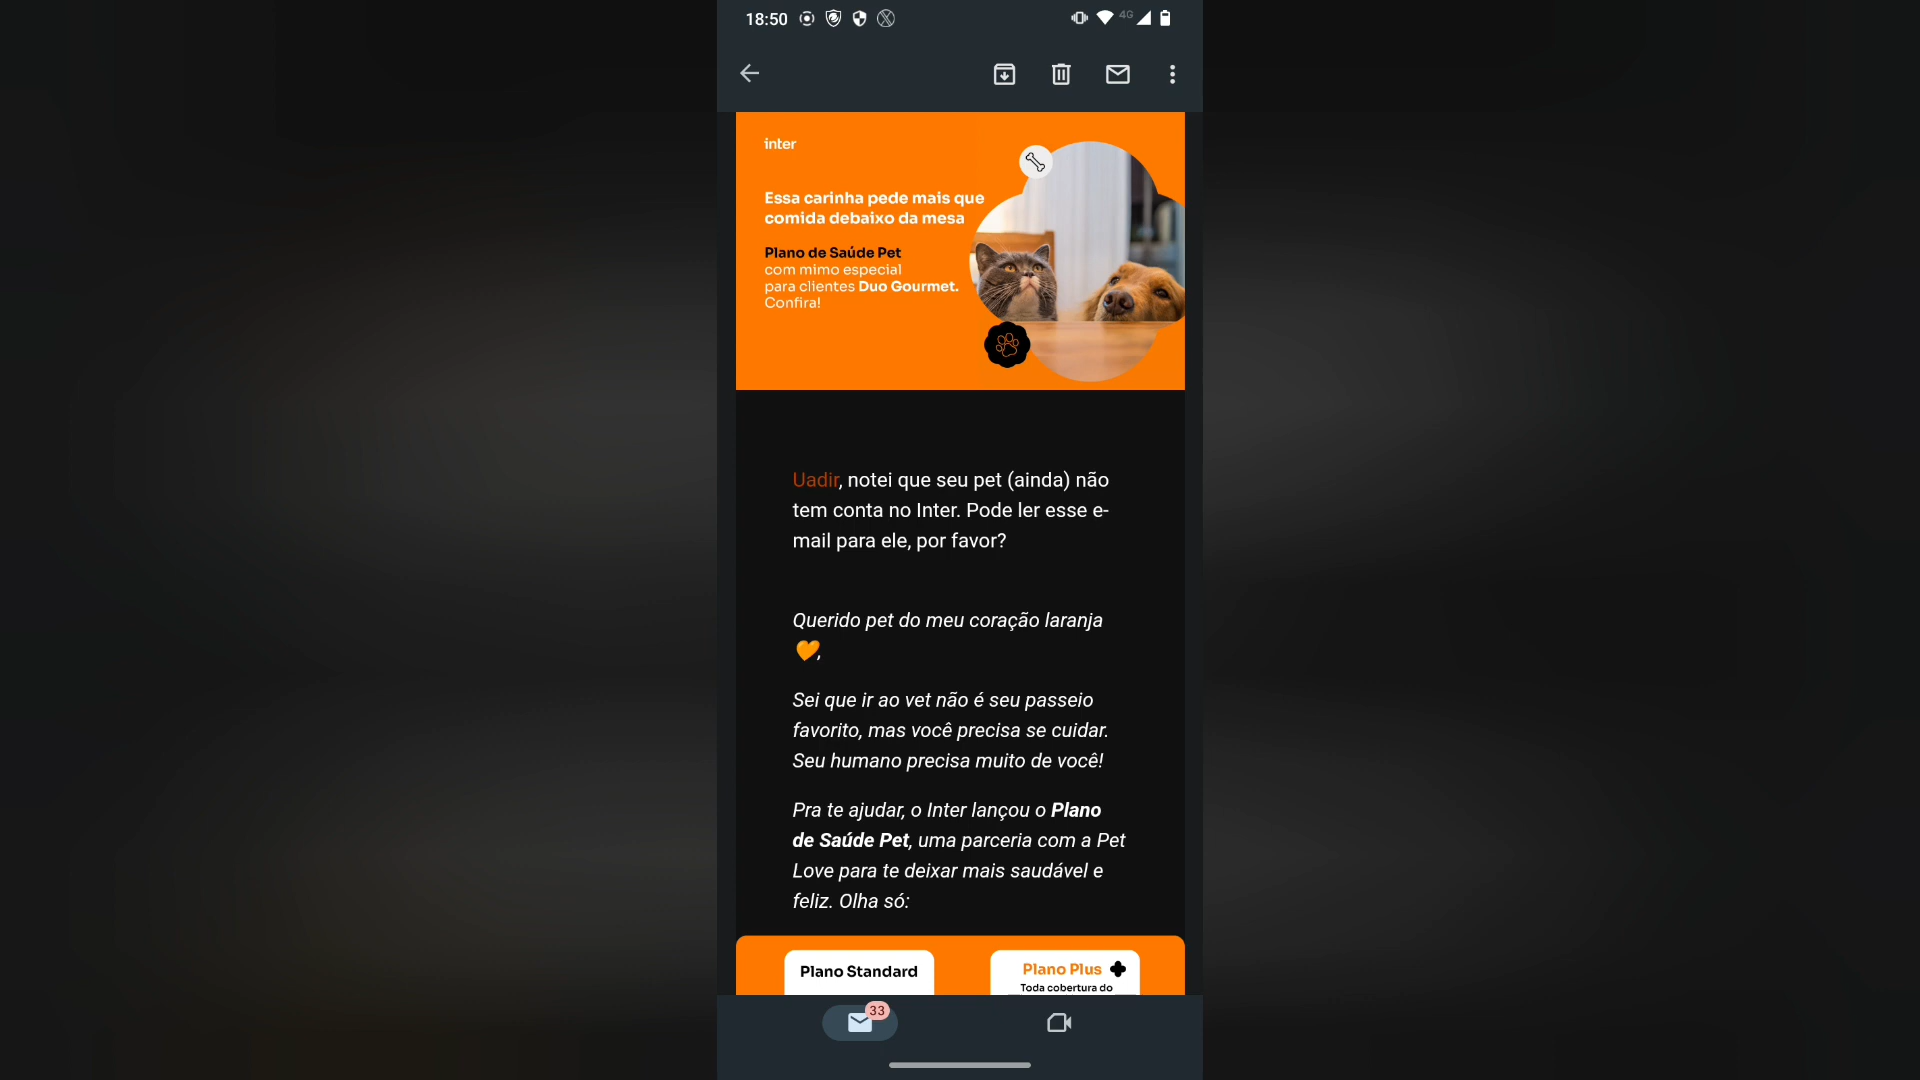 18:50
4G
inter
Essa carinha pede mais que
comida debaixo da mesa
Plano de Saúde Pet
com mimo especial
para clientes Duo Gourmet.
Confira!
Uadir, notei que seu pet (ainda) não
tem conta no Inter. Pode ler esse e-
mail para ele, por favor?
Querido pet do meu coração laranja
🧡,
Sei que ir ao vet não é seu passeio
favorito, mas você precisa se cuidar.
Seu humano precisa muito de você!
Pra te ajudar, o Inter lançou o Plano
de Saúde Pet, uma parceria com a Pet
Love para te deixar mais saudável e
feliz. Olha só:
Plano Standard
Plano Plus
Toda cobertura do
33